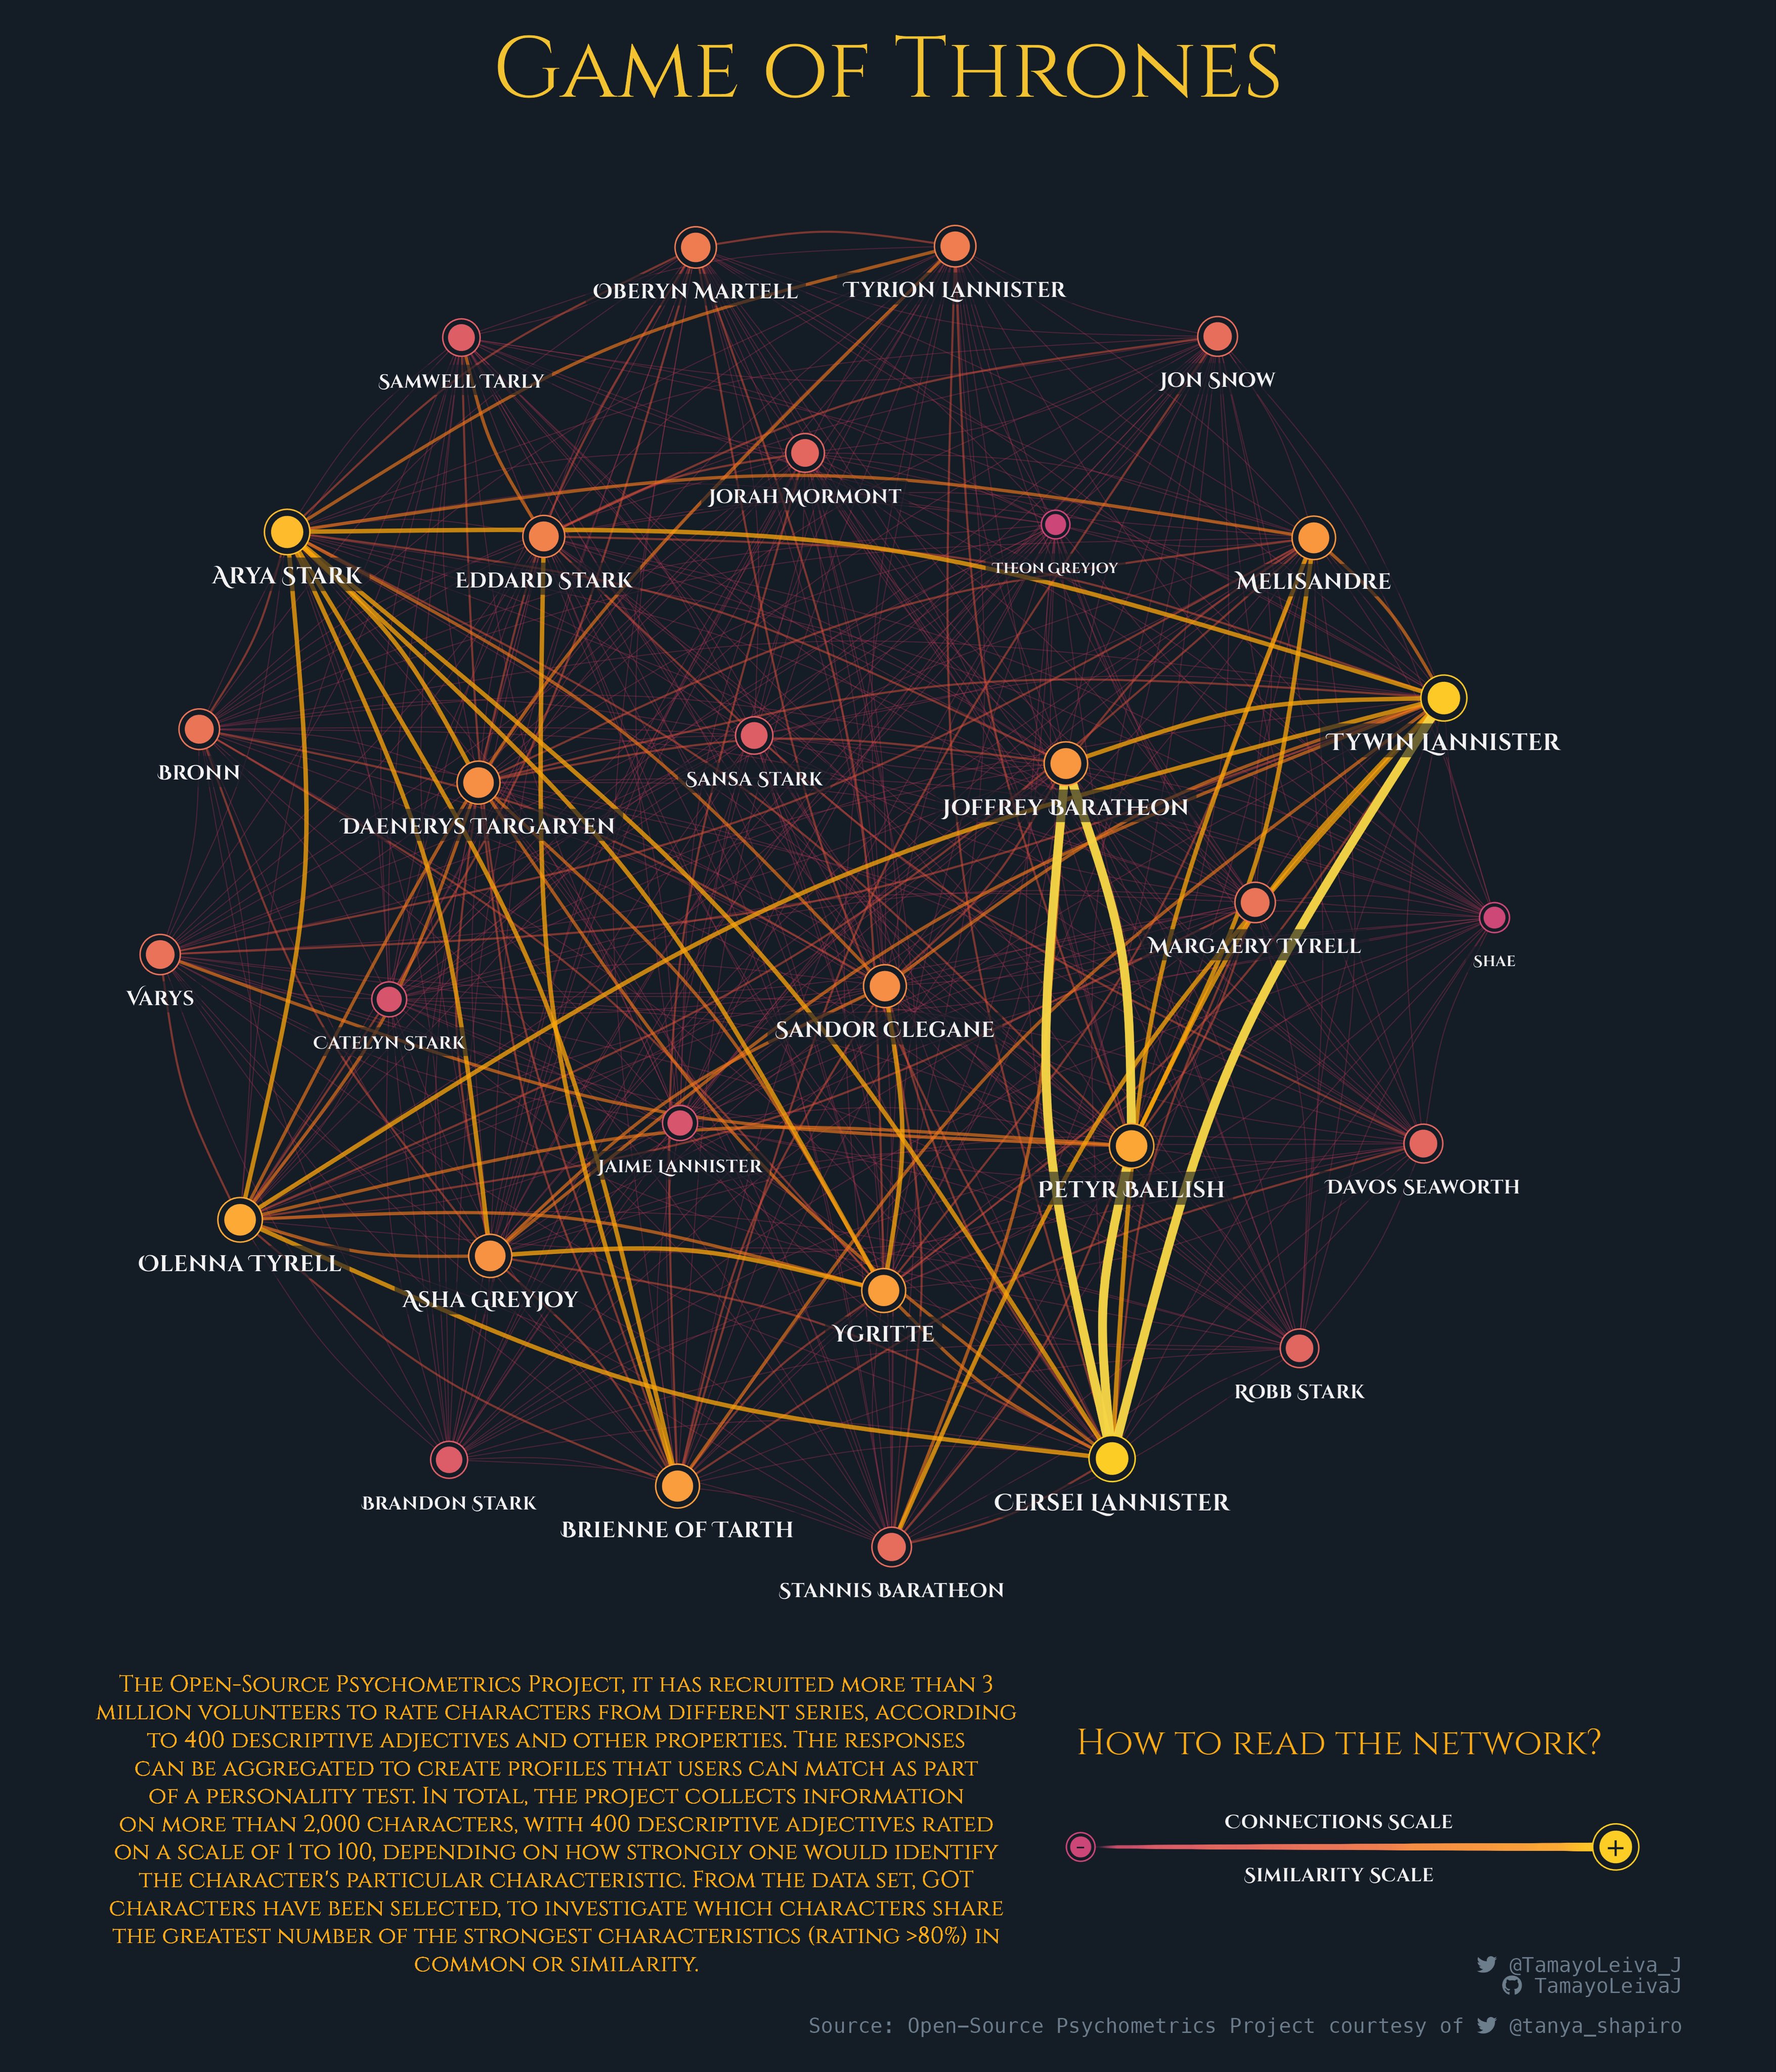 Game of Thrones
Oberyn Martell
Tyrion Lannister
Samwell Tarly
Jon Snow
Jorah Mormont
Arya Stark
Eddard Stark
Theon Greyjoy
Melisandre
Bronn
Sansa Stark
Tywin Lannister
Daenerys Targaryen
Joffrey Baratheon
Varys
Catelyn Stark
Sandor Clegane
Margaery Tyrell
Shae
Jaime Lannister
Petyr Baelish
Davos Seaworth
Olenna Tyrell
Asha Greyjoy
Ygritte
Robb Stark
Brandon Stark
Brienne of Tarth
Cersei Lannister
Stannis Baratheon
The Open-Source Psychometrics Project, it has recruited more than 3
million volunteers to rate characters from different series, according
to 400 descriptive adjectives and other properties. The responses
can be aggregated to create profiles that users can match as part
of a personality test. In total, the project collects information
on more than 2,000 characters, with 400 descriptive adjectives rated
on a scale of 1 to 100, depending on how strongly one would identify
the character's particular characteristic. From the data set, GOT
characters have been selected, to investigate which characters share
the greatest number of the strongest characteristics (rating >80%) in
common or similarity.
How to read the network?
Connections Scale
- +
Similarity Scale
@TamayoLeiva_J
TamayoLeivaJ
Source: Open-Source Psychometrics Project courtesy of @tanya_shapiro